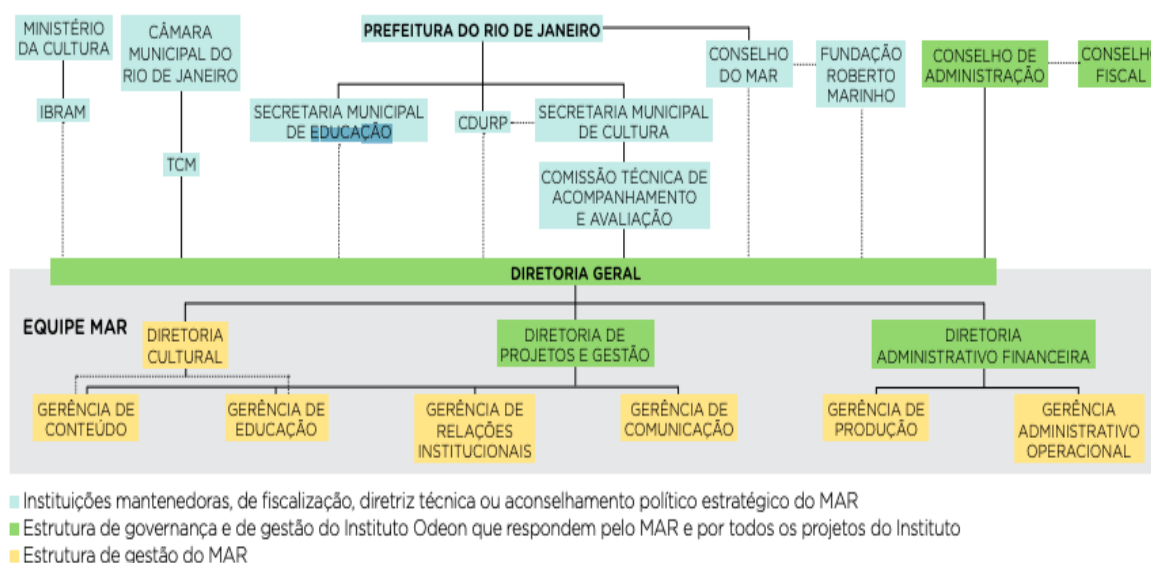 MINISTÉRIO
DA CULTURA
CÂMARA
MUNICIPAL DO
RIO DE JANEIRO
PREFEITURA DO RIO DE JANEIRO
CONSELHO
DO MAR
FUNDAÇÃO
ROBERTO
MARINHO
CONSELHO DE
ADMINISTRAÇÃO
CONSELHO
FISCAL
IBRAM
TCM
SECRETARIA MUNICIPAL
DE EDUCAÇÃO
CDURP
SECRETARIA MUNICIPAL
DE CULTURA
COMISSÃO TÉCNICA DE
ACOMPANHAMENTO
E AVALIAÇÃO
DIRETORIA GERAL
EQUIPE MAR
DIRETORIA
CULTURAL
DIRETORIA DE
PROJETOS E GESTÃO
DIRETORIA
ADMINISTRATIVO FINANCEIRA
GERÊNCIA DE
CONTEÚDO
GERÊNCIA DE
EDUCAÇÃO
GERÊNCIA DE
RELAÇÕES
INSTITUCIONAIS
GERÊNCIA DE
COMUNICAÇÃO
GERÊNCIA DE
PRODUÇÃO
GERÊNCIA
ADMINISTRATIVO
OPERACIONAL
Instituições mantenedoras, de fiscalização, diretriz técnica ou aconselhamento político estratégico do MAR
Estrutura de governança e de gestão do Instituto Odeon que respondem pelo MAR e por todos os projetos do Instituto
Estrutura de gestão do MAR